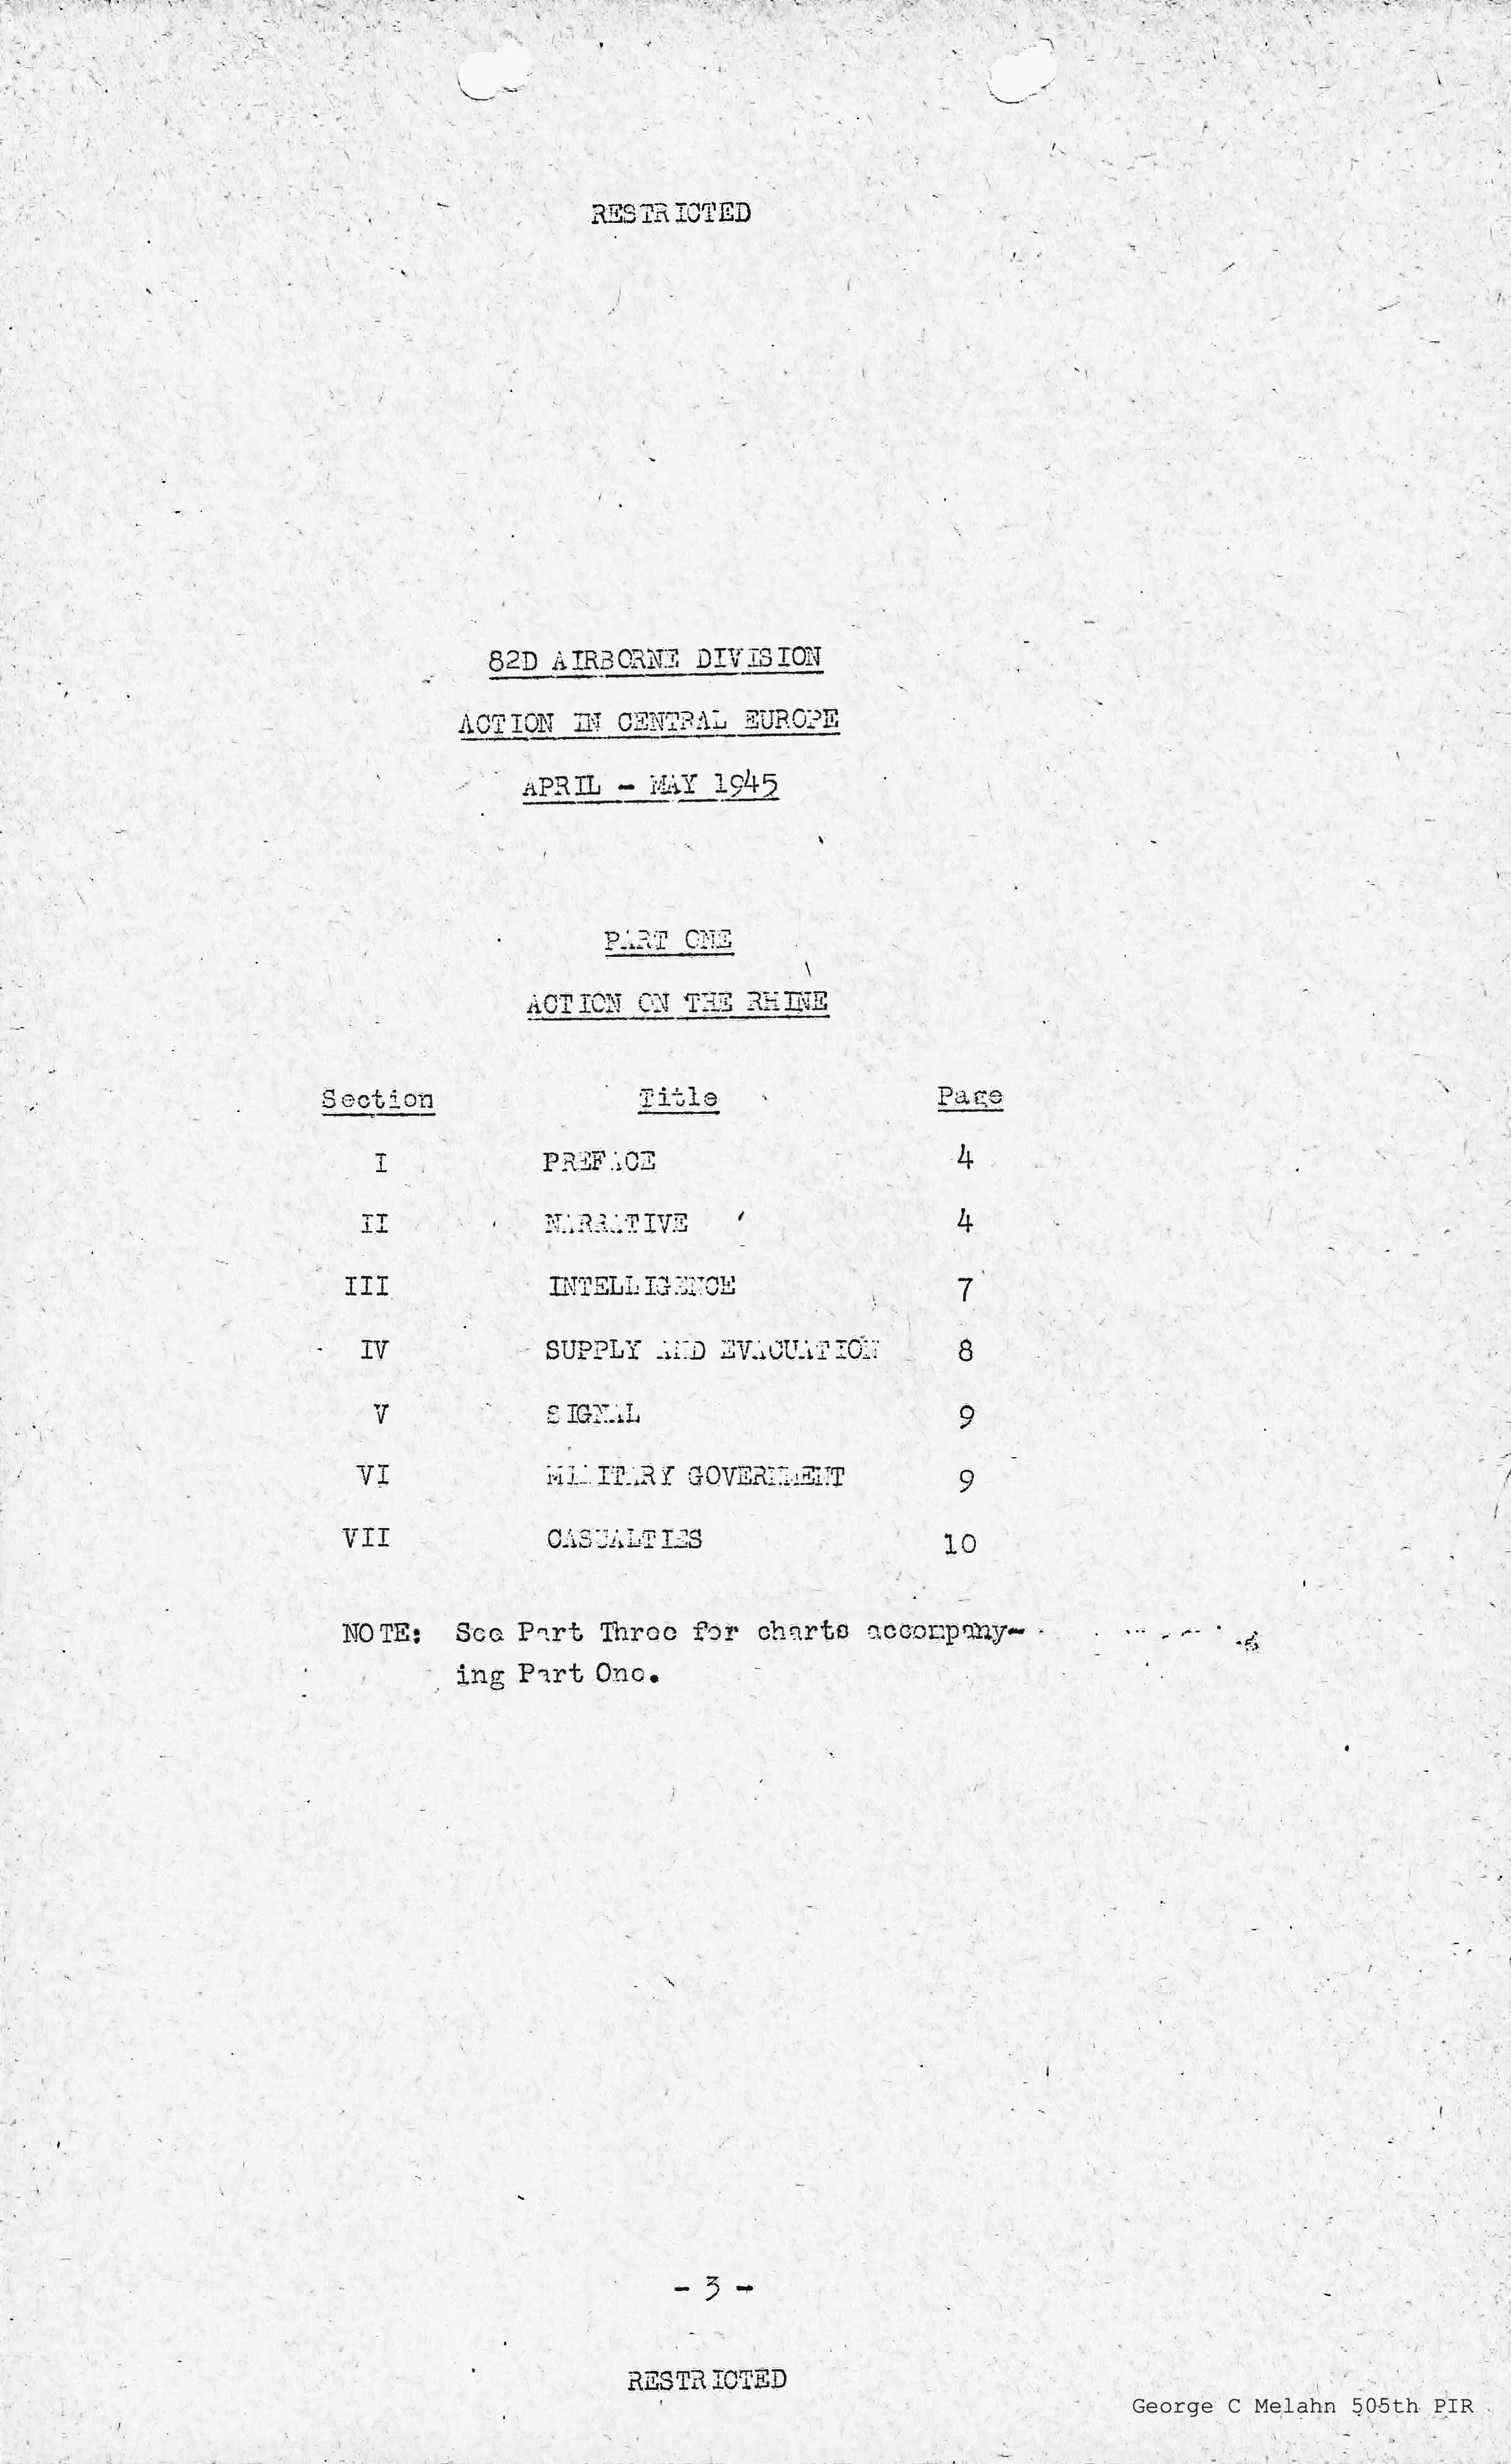 RESTRICTED
82D AIRBORNE DIVISION
ACTION IN CENTRAL EUROPE
APRIL - MAY 1945
PART ONE
ACTION ON THE RHINE
Section Title Page
I PREFACE 4
II NARRATIVE 4
III INTELLIGENCE 7
IV SUPPLY AND EVACUATION 8
V SIGNAL 9
VI MILITARY GOVERNMENT 9
VII CASUALTIES 10
NOTE: See Part Three for charts accompany-
ing Part One.
- 3 -
RESTRICTED
George C Melahn 505th PIR